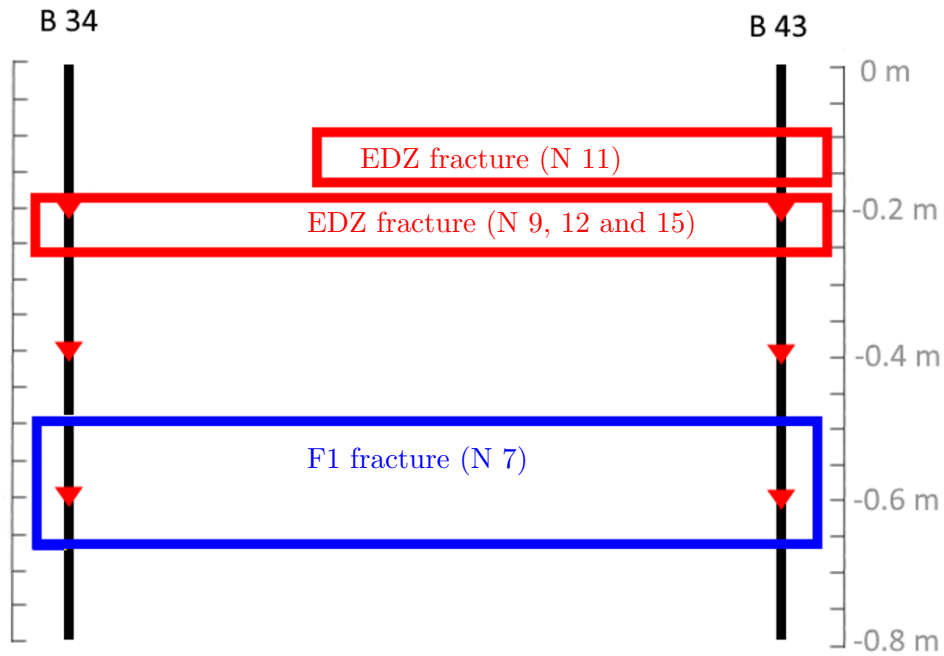 B 34
B 43
0 m
EDZ fracture (N 11)
-0.2 m
EDZ fracture (N 9, 12 and 15)
-0.4 m
F1 fracture (N 7)
-0.6 m
-0.8 m